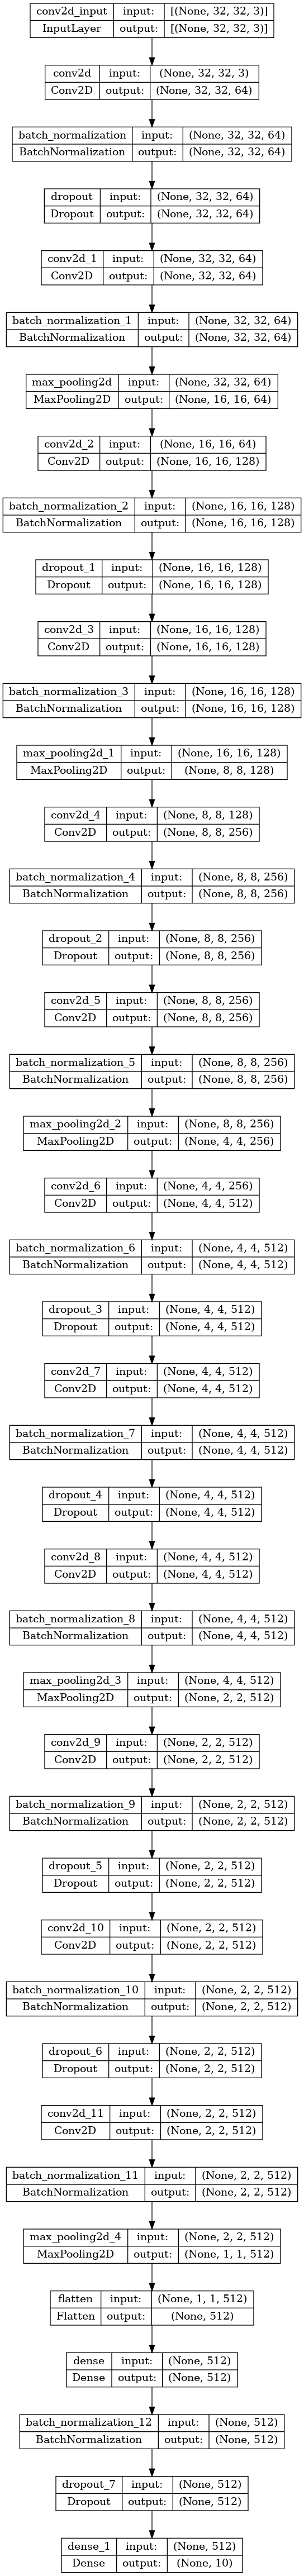 conv2d_input input: [(None, 32, 32, 3)]
InputLayer output: [(None, 32, 32, 3)]
conv2d input: (None, 32, 32, 3)
Conv2D output: (None, 32, 32, 64)
batch_normalization input: (None, 32, 32, 64)
BatchNormalization output: (None, 32, 32, 64)
dropout input: (None, 32, 32, 64)
Dropout output: (None, 32, 32, 64)
conv2d_1 input: (None, 32, 32, 64)
Conv2D output: (None, 32, 32, 64)
batch_normalization_1 input: (None, 32, 32, 64)
BatchNormalization output: (None, 32, 32, 64)
max_pooling2d input: (None, 32, 32, 64)
MaxPooling2D output: (None, 16, 16, 64)
conv2d_2 input: (None, 16, 16, 64)
Conv2D output: (None, 16, 16, 128)
batch_normalization_2 input: (None, 16, 16, 128)
BatchNormalization output: (None, 16, 16, 128)
dropout_1 input: (None, 16, 16, 128)
Dropout output: (None, 16, 16, 128)
conv2d_3 input: (None, 16, 16, 128)
Conv2D output: (None, 16, 16, 128)
batch_normalization_3 input: (None, 16, 16, 128)
BatchNormalization output: (None, 16, 16, 128)
max_pooling2d_1 input: (None, 16, 16, 128)
MaxPooling2D output: (None, 8, 8, 128)
conv2d_4 input: (None, 8, 8, 128)
Conv2D output: (None, 8, 8, 256)
batch_normalization_4 input: (None, 8, 8, 256)
BatchNormalization output: (None, 8, 8, 256)
dropout_2 input: (None, 8, 8, 256)
Dropout output: (None, 8, 8, 256)
conv2d_5 input: (None, 8, 8, 256)
Conv2D output: (None, 8, 8, 256)
batch_normalization_5 input: (None, 8, 8, 256)
BatchNormalization output: (None, 8, 8, 256)
max_pooling2d_2 input: (None, 8, 8, 256)
MaxPooling2D output: (None, 4, 4, 256)
conv2d_6 input: (None, 4, 4, 256)
Conv2D output: (None, 4, 4, 512)
batch_normalization_6 input: (None, 4, 4, 512)
BatchNormalization output: (None, 4, 4, 512)
dropout_3 input: (None, 4, 4, 512)
Dropout output: (None, 4, 4, 512)
conv2d_7 input: (None, 4, 4, 512)
Conv2D output: (None, 4, 4, 512)
batch_normalization_7 input: (None, 4, 4, 512)
BatchNormalization output: (None, 4, 4, 512)
dropout_4 input: (None, 4, 4, 512)
Dropout output: (None, 4, 4, 512)
conv2d_8 input: (None, 4, 4, 512)
Conv2D output: (None, 4, 4, 512)
batch_normalization_8 input: (None, 4, 4, 512)
BatchNormalization output: (None, 4, 4, 512)
max_pooling2d_3 input: (None, 4, 4, 512)
MaxPooling2D output: (None, 2, 2, 512)
conv2d_9 input: (None, 2, 2, 512)
Conv2D output: (None, 2, 2, 512)
batch_normalization_9 input: (None, 2, 2, 512)
BatchNormalization output: (None, 2, 2, 512)
dropout_5 input: (None, 2, 2, 512)
Dropout output: (None, 2, 2, 512)
conv2d_10 input: (None, 2, 2, 512)
Conv2D output: (None, 2, 2, 512)
batch_normalization_10 input: (None, 2, 2, 512)
BatchNormalization output: (None, 2, 2, 512)
dropout_6 input: (None, 2, 2, 512)
Dropout output: (None, 2, 2, 512)
conv2d_11 input: (None, 2, 2, 512)
Conv2D output: (None, 2, 2, 512)
batch_normalization_11 input: (None, 2, 2, 512)
BatchNormalization output: (None, 2, 2, 512)
max_pooling2d_4 input: (None, 2, 2, 512)
MaxPooling2D output: (None, 1, 1, 512)
flatten input: (None, 1, 1, 512)
Flatten output: (None, 512)
dense input: (None, 512)
Dense output: (None, 512)
batch_normalization_12 input: (None, 512)
BatchNormalization output: (None, 512)
dropout_7 input: (None, 512)
Dropout output: (None, 512)
dense_1 input: (None, 512)
Dense output: (None, 10)